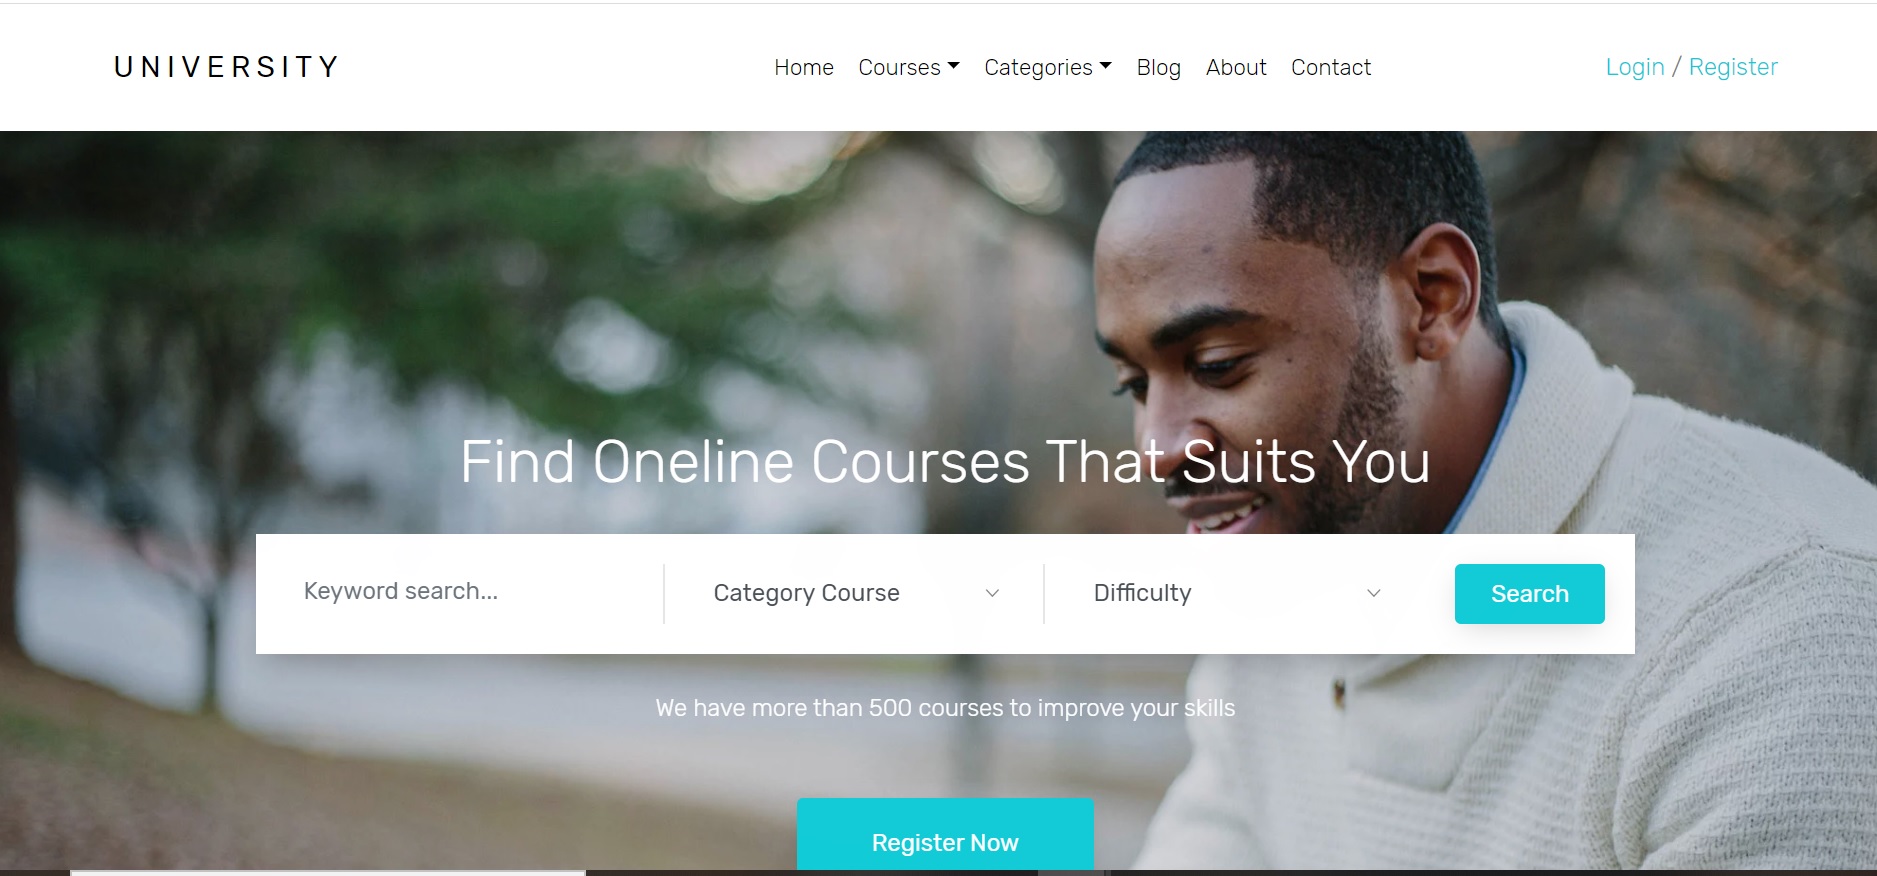 UNIVERSITY
Home Courses Categories Blog About Contact
Login / Register
Find Oneline Courses That Suits You
Keyword search...
Category Course
Difficulty
Search
We have more than 500 courses to improve your skills
Register Now